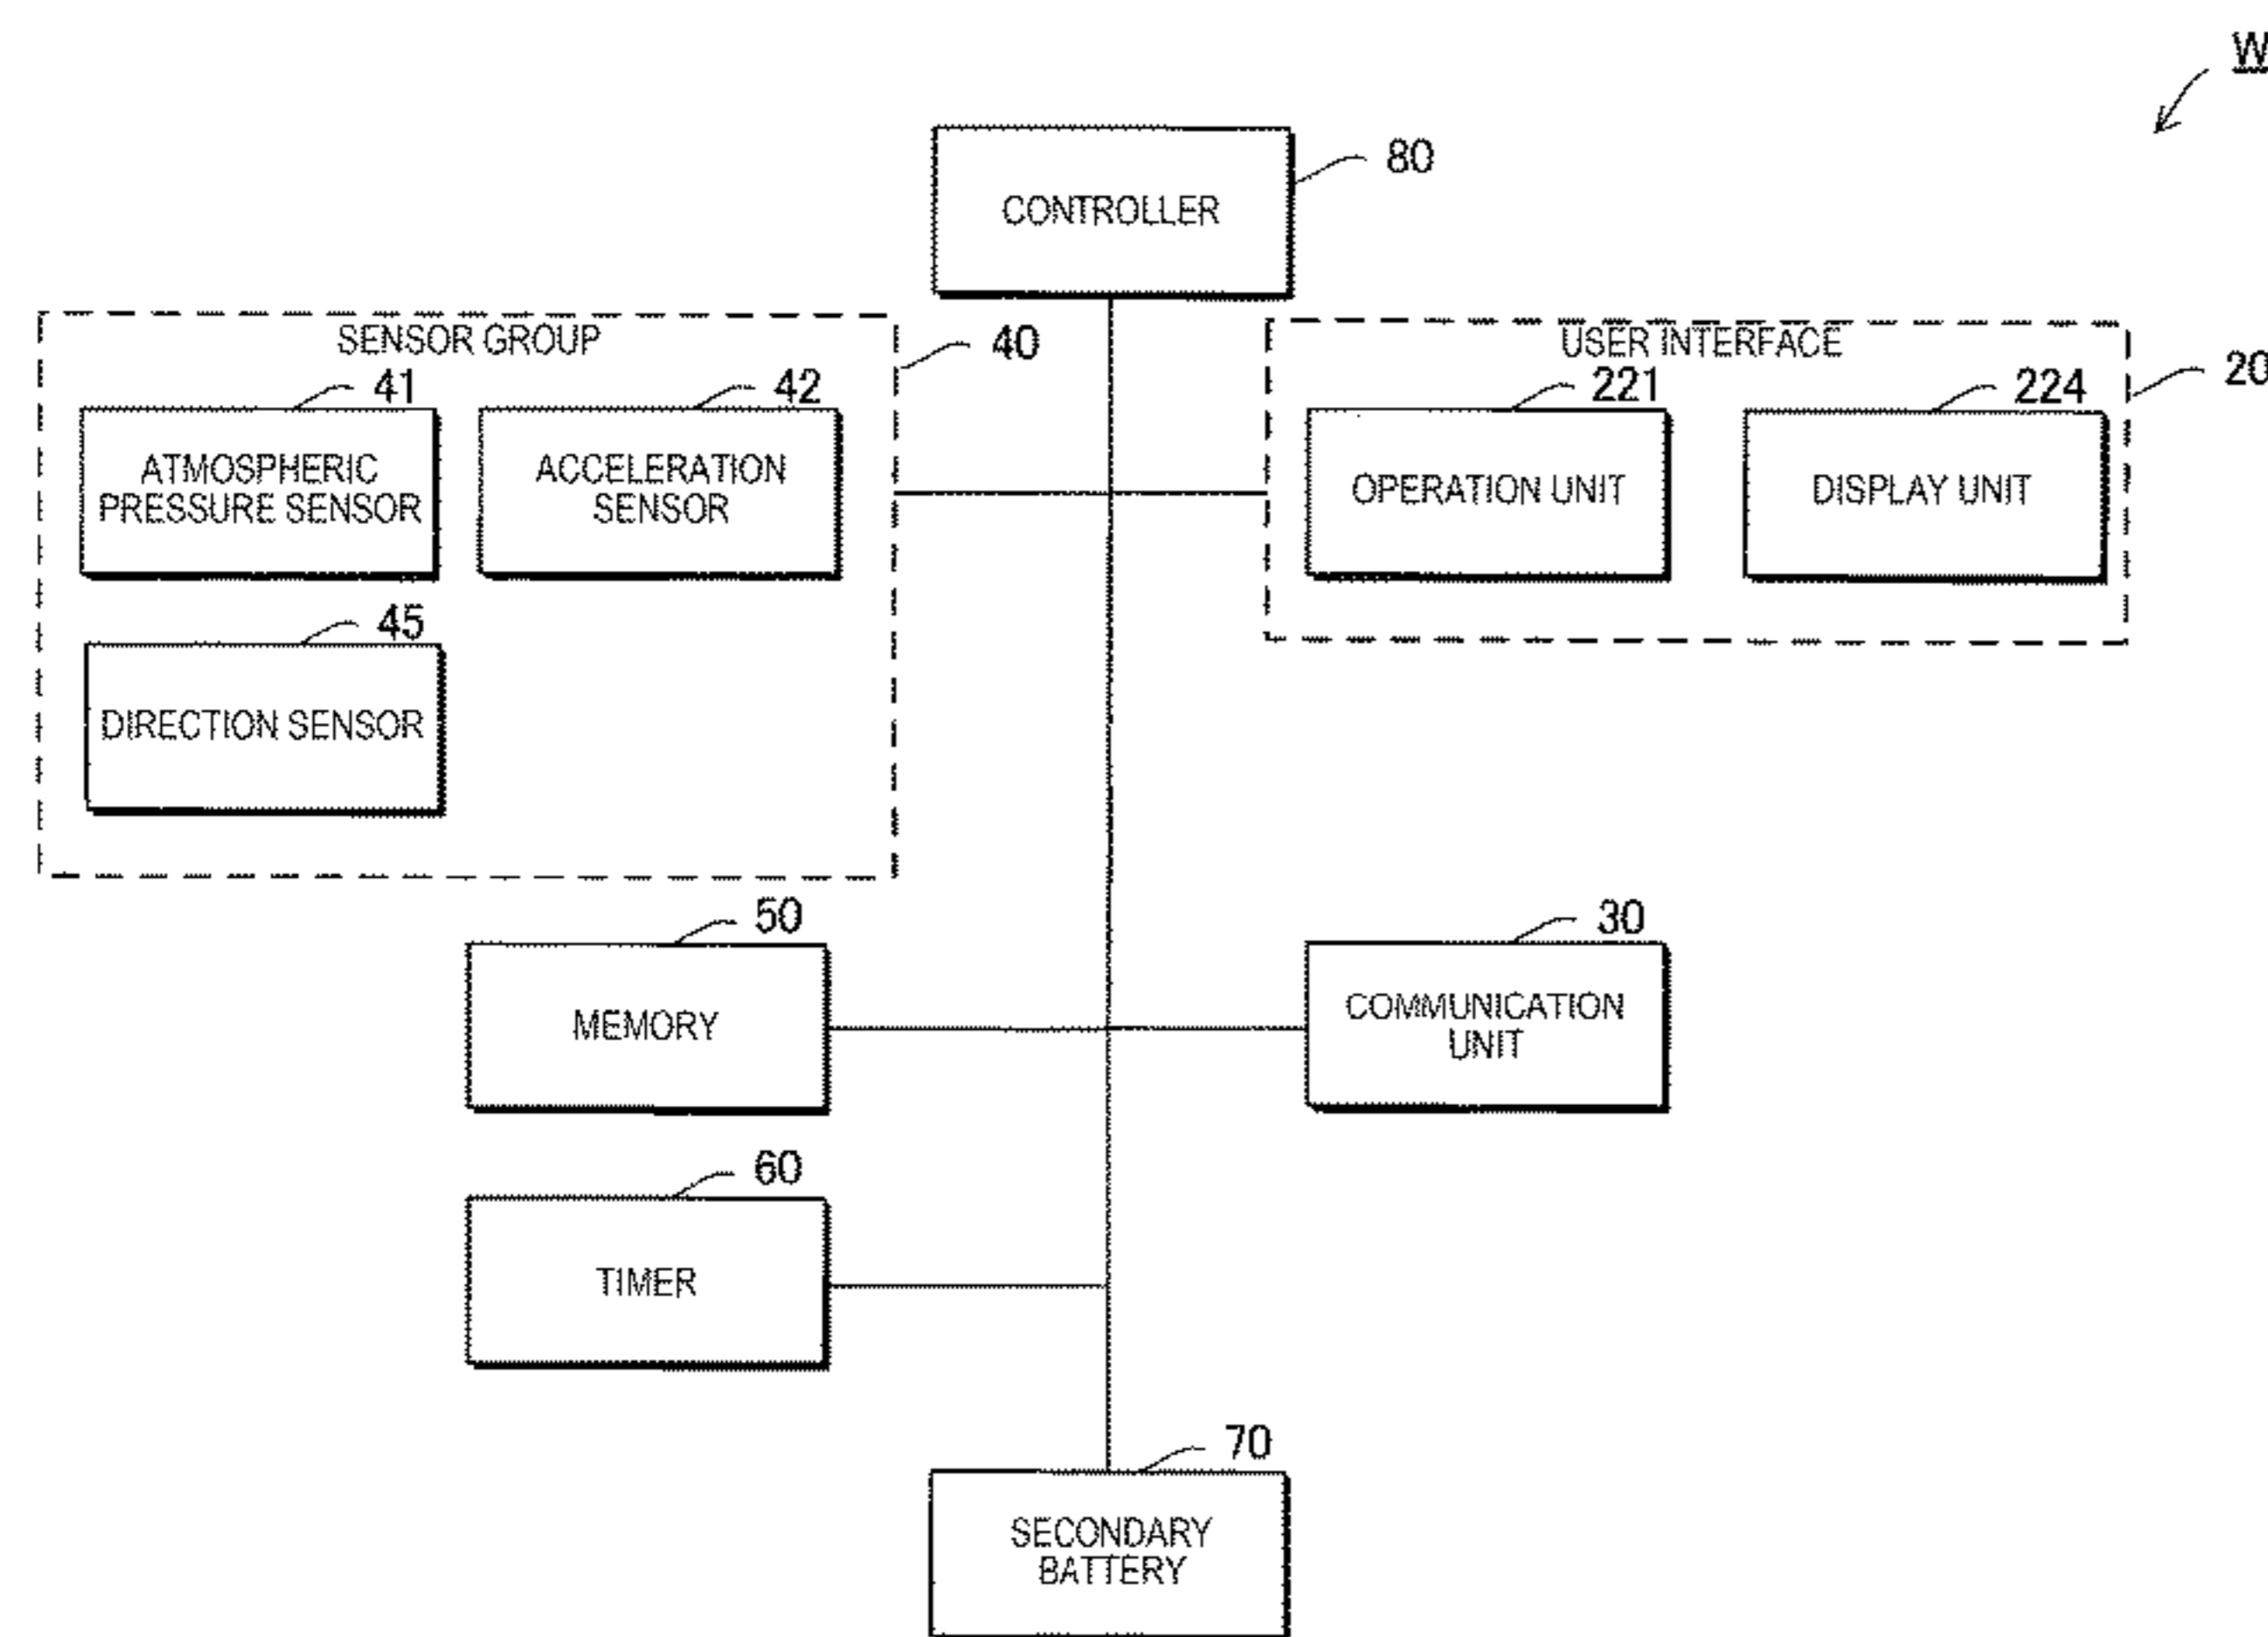 W
80
CONTROLLER
SENSOR GROUP
40
41
42
ATMOSPHERIC
PRESSURE SENSOR
ACCELERATION
SENSOR
45
DIRECTION SENSOR
USER INTERFACE
20
221
224
OPERATION UNIT
DISPLAY UNIT
50
MEMORY
30
COMMUNICATION
UNIT
60
TIMER
70
SECONDARY
BATTERY